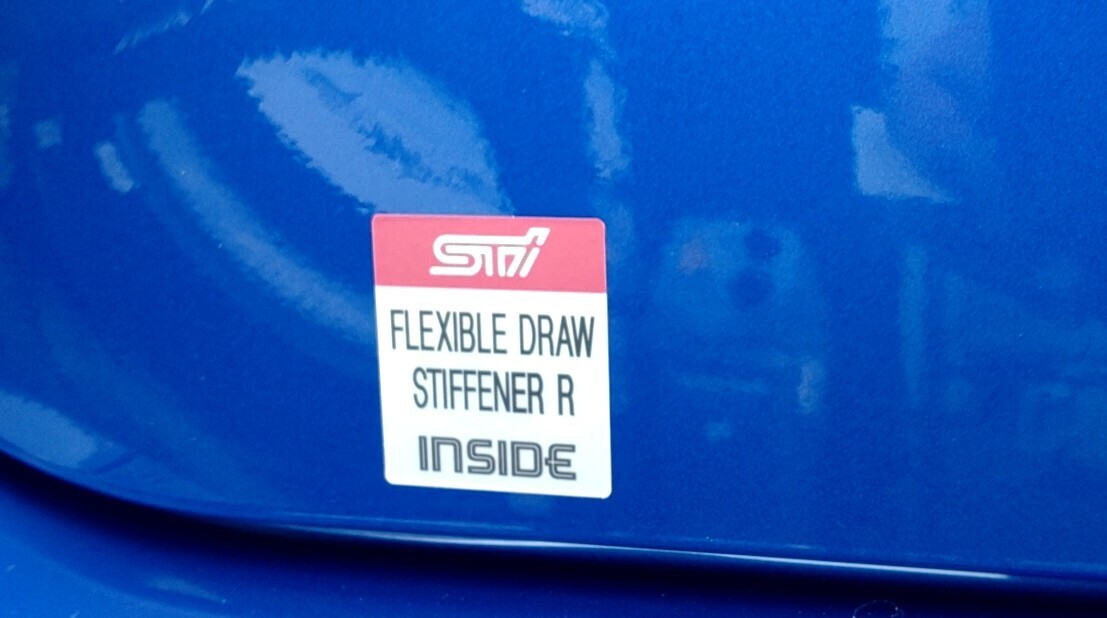 STi
FLEXIBLE DRAW
STIFFENER R
INSIDE